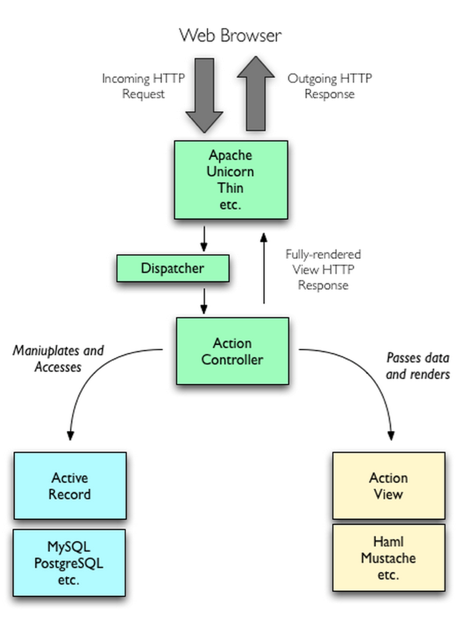 Web Browser
Incoming HTTP
Request
Outgoing HTTP
Response
Apache
Unicorn
Thin
etc.
Dispatcher
Fully-rendered
View HTTP
Response
Action
Controller
Maniuplates and
Accesses
Passes data
and renders
Active
Record
MySQL
PostgreSQL
etc.
Action
View
Haml
Mustache
etc.